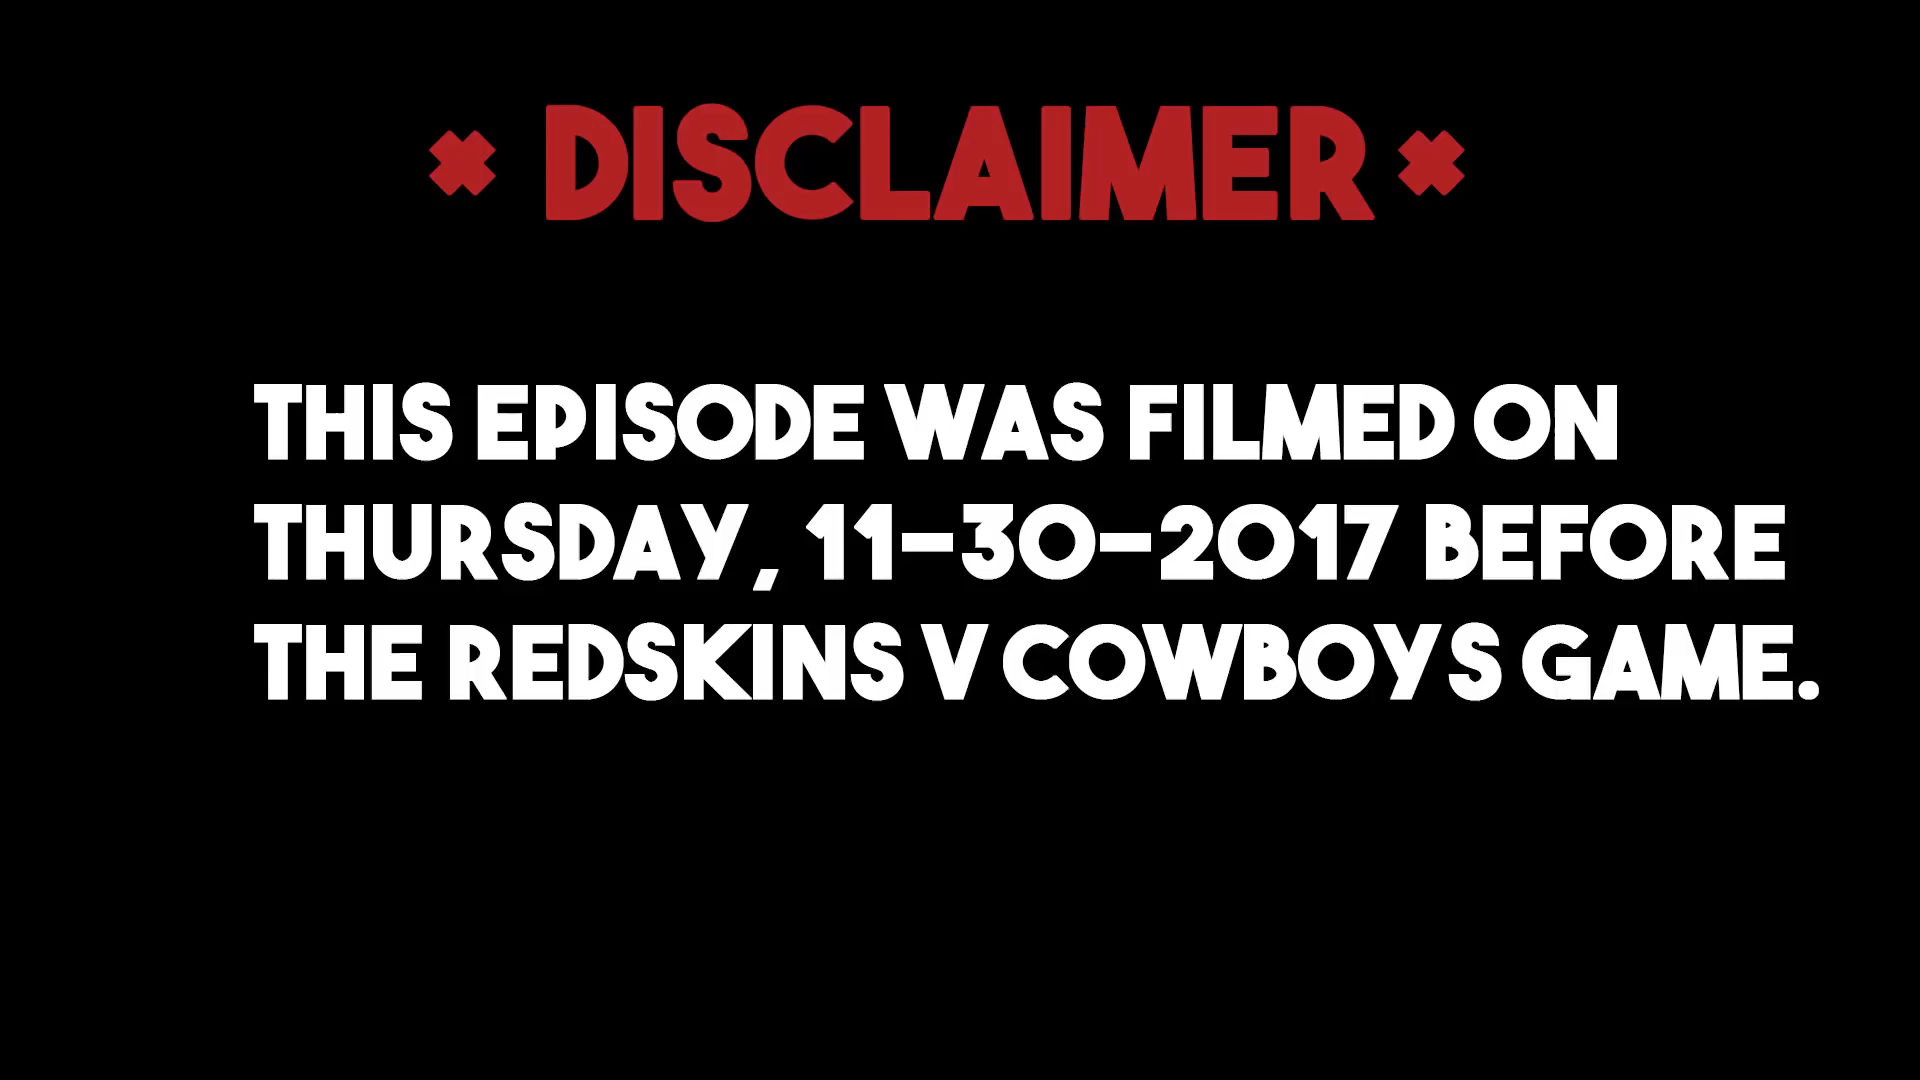 ✖ DISCLAIMER ✖
THIS EPISODE WAS FILMED ON
THURSDAY, 11-30-2017 BEFORE
THE REDSKINS V COWBOYS GAME.